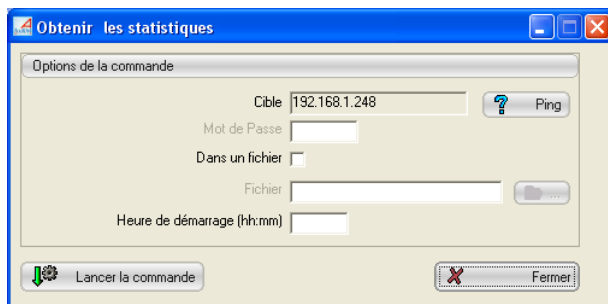 Obtenir les statistiques
Options de la commande
Cible 192.168.1.248 Ping
Mot de Passe
Dans un fichier
Fichier ...
Heure de démarrage (hh:mm)
Lancer la commande Fermer